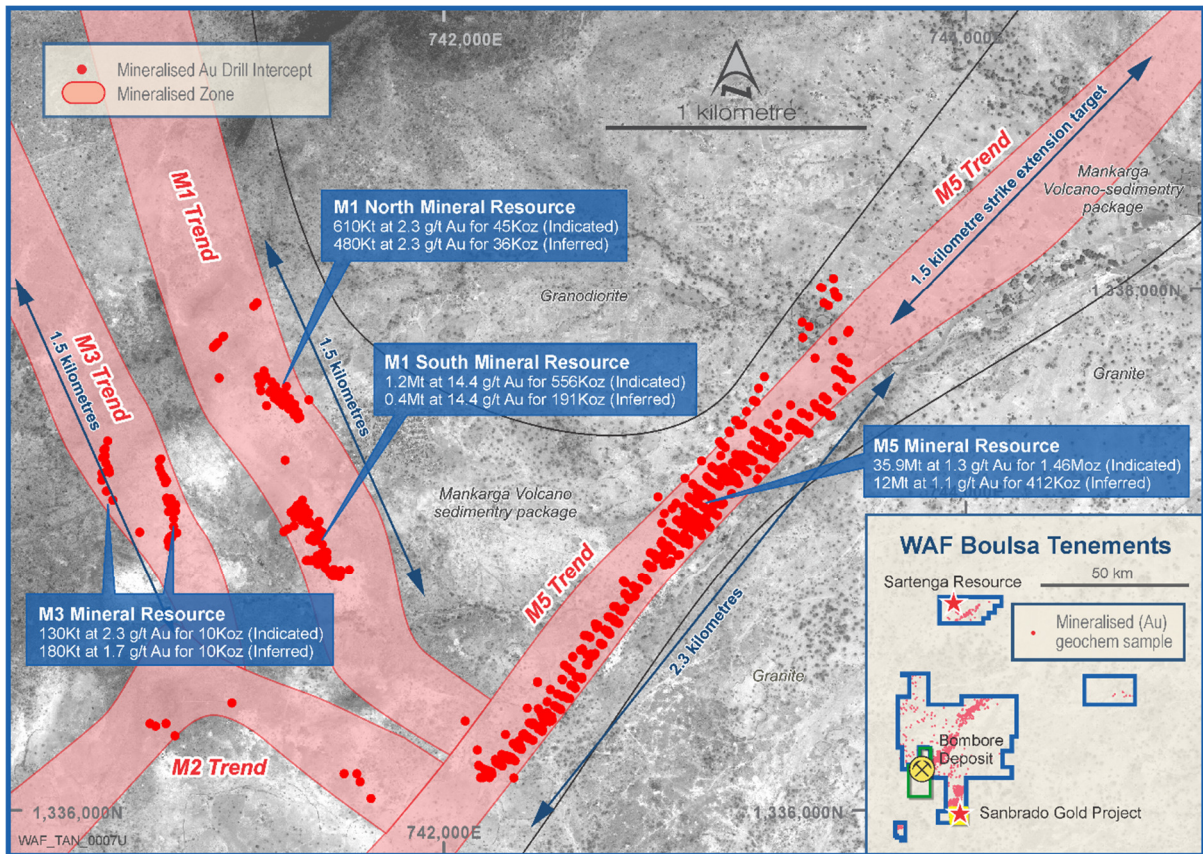 742,000E
744,000E
Mineralised Au Drill Intercept
Mineralised Zone
1 kilometre
M5 Trend
1.5 kilometre strike extension target
Mankarga
Volcano-sedimentry
package
M1 Trend
M1 North Mineral Resource
610Kt at 2.3 g/t Au for 45Koz (Indicated)
480Kt at 2.3 g/t Au for 36Koz (Inferred)
Granodiorite
1,338,000N
M3 Trend
1.5 kilometres
1.5 kilometres
M1 South Mineral Resource
1.2Mt at 14.4 g/t Au for 556Koz (Indicated)
0.4Mt at 14.4 g/t Au for 191Koz (Inferred)
Granite
M5 Mineral Resource
35.9Mt at 1.3 g/t Au for 1.46Moz (Indicated)
12Mt at 1.1 g/t Au for 412Koz (Inferred)
Mankarga Volcano
sedimentry package
M5 Trend
2.3 kilometres
Granite
M3 Mineral Resource
130Kt at 2.3 g/t Au for 10Koz (Indicated)
180Kt at 1.7 g/t Au for 10Koz (Inferred)
M2 Trend
1,336,000N
742,000E
1,336,000N
WAF_TAN_0007U
WAF Boulsa Tenements
Sartenga Resource
50 km
Mineralised (Au)
geochem sample
Bombore
Deposit
Sanbrado Gold Project